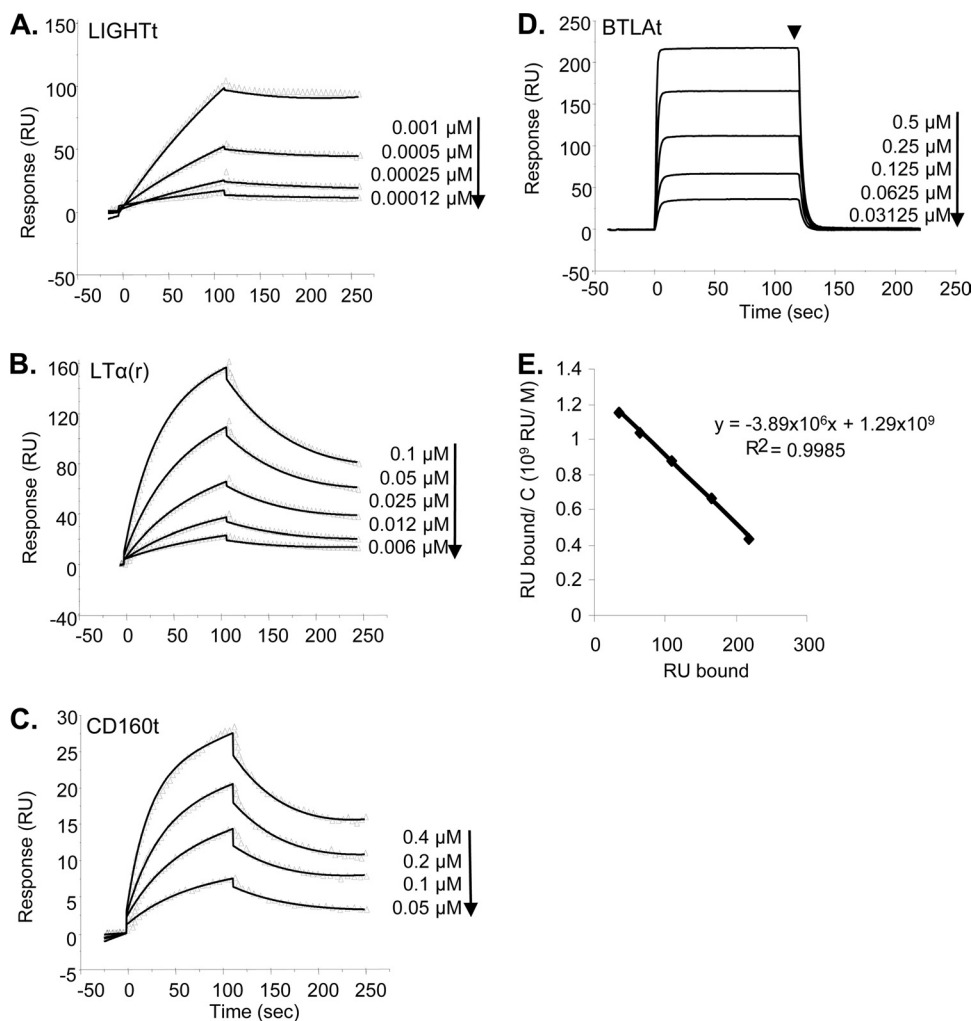 A.
LIGHTt
150
100
50
0
-50
Response (RU)
-50 0 50 100 150 200 250
0.001 µM
0.0005 µM
0.00025 µM
0.00012 µM
B.
LTα(r)
160
120
80
40
0
-40
Response (RU)
-50 0 50 100 150 200 250
0.1 µM
0.05 µM
0.025 µM
0.012 µM
0.006 µM
C.
CD160t
30
25
20
15
10
5
0
-5
Response (RU)
-50 0 50 100 150 200 250
Time (sec)
0.4 µM
0.2 µM
0.1 µM
0.05 µM
D.
BTLAt
250
200
150
100
50
0
-50
Response (RU)
-50 0 50 100 150 200 250
Time (sec)
0.5 µM
0.25 µM
0.125 µM
0.0625 µM
0.03125 µM
E.
1.4
1.2
1
0.8
0.6
0.4
0.2
0
RU bound/ C (10⁹ RU/ M)
y = -3.89x10⁶x + 1.29x10⁹
R² = 0.9985
0 100 200 300
RU bound